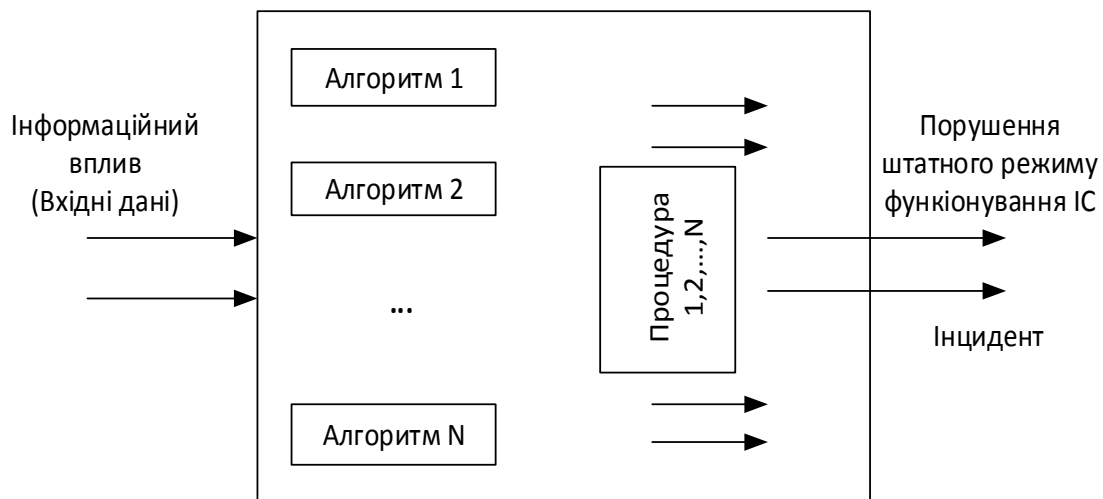 Алгоритм 1
Інформаційний
вплив
(Вхідні дані)
Алгоритм 2
...
Алгоритм N
Процедура
1,2,...,N
Порушення
штатного режиму
функіонування ІС
Інцидент